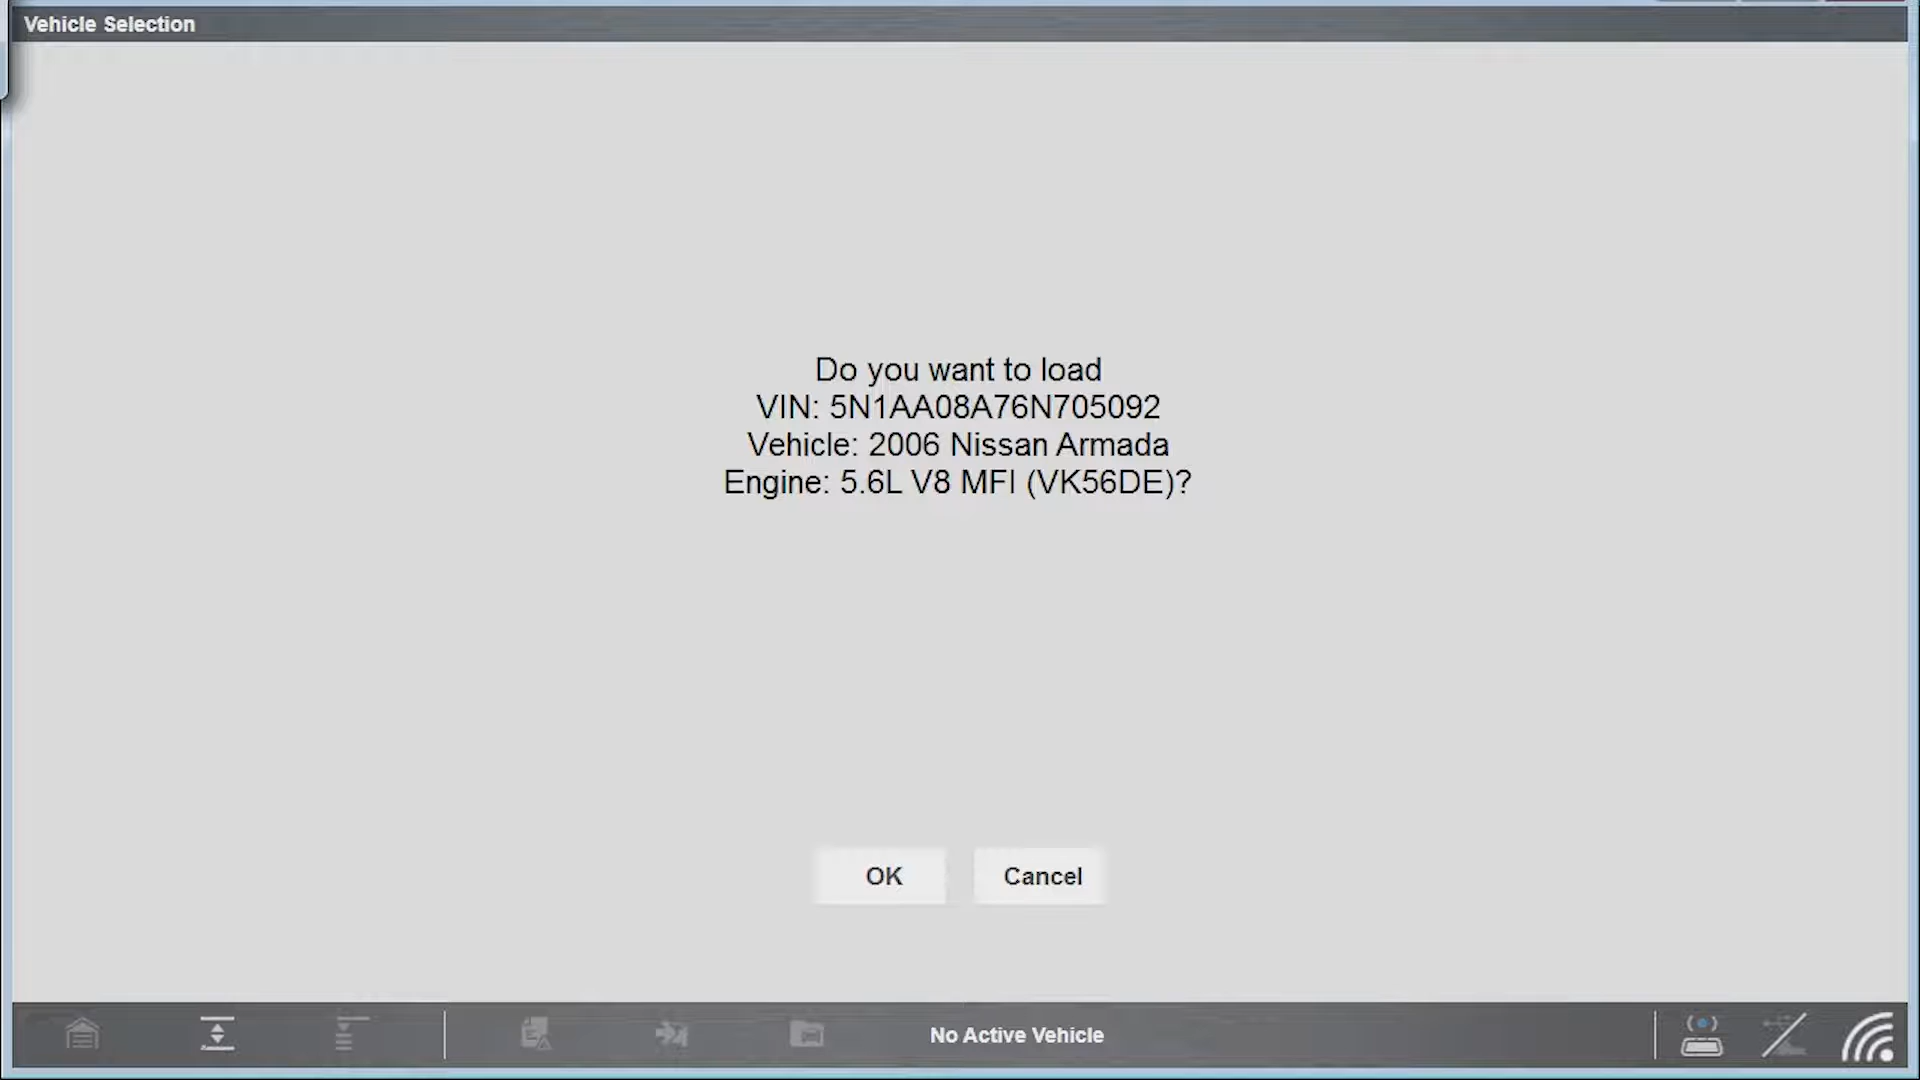 Vehicle Selection
Do you want to load
VIN: 5N1AA08A76N705092
Vehicle: 2006 Nissan Armada
Engine: 5.6L V8 MFI (VK56DE)?
OK
Cancel
No Active Vehicle